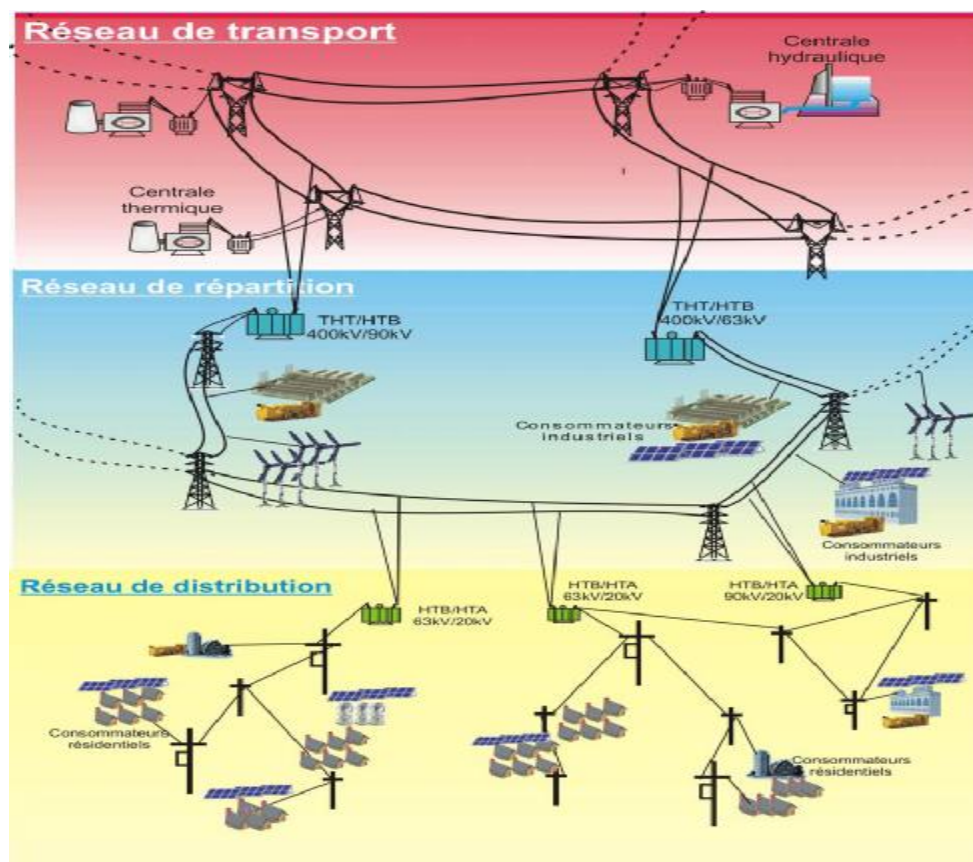 Réseau de transport
Centrale
hydraulique
Centrale
thermique
Réseau de répartition
THT/HTB
400kV/90kV
THT/HTB
400kV/63kV
Consommateurs
industriels
Consommateurs
industriels
Réseau de distribution
HTB/HTA
63kV/20kV
HTB/HTA
63kV/20kV
HTB/HTA
90kV/20kV
Consommateurs
résidentiels
Consommateurs
résidentiels